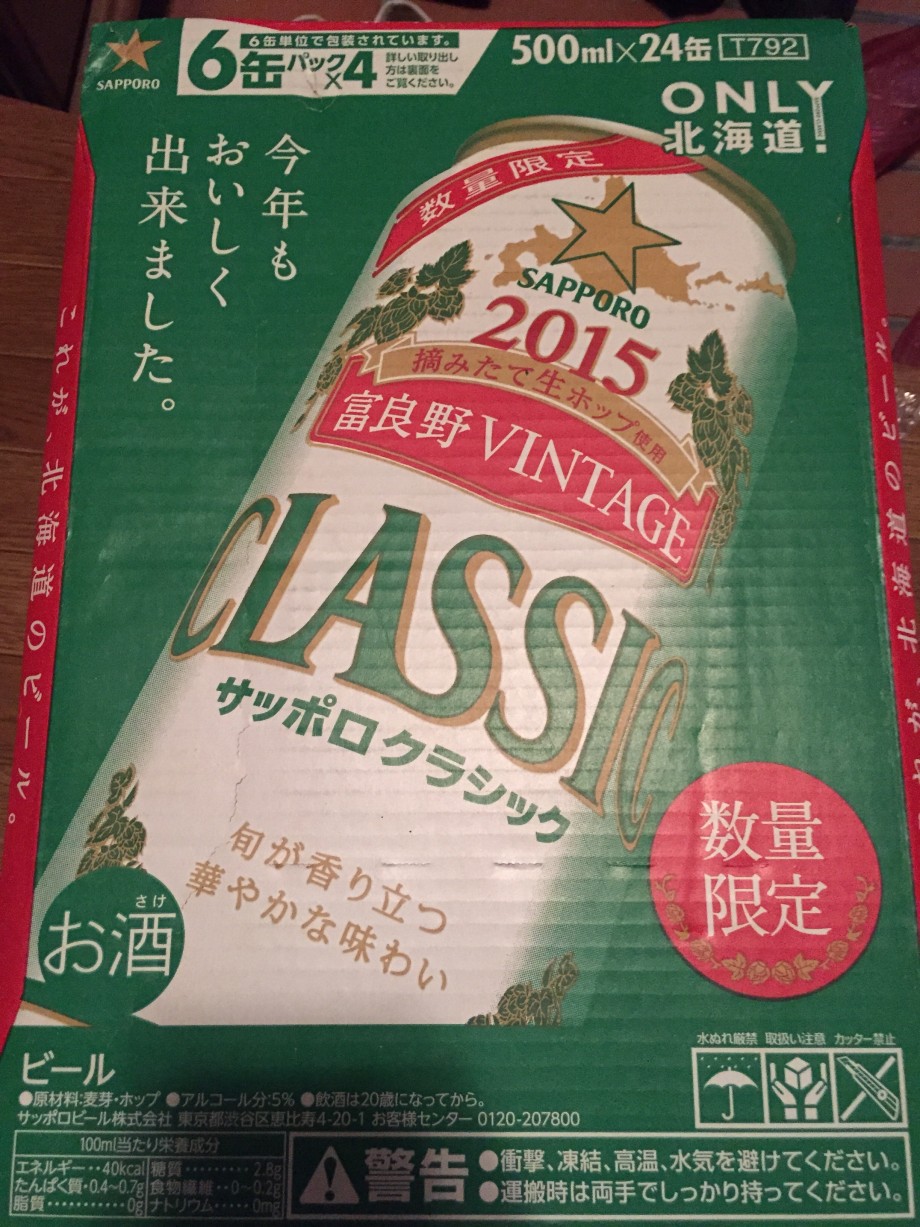 SAPPORO
6缶パック×4
6缶単位で包装されています。
詳しい取り出し
方は裏面を
ご覧ください。
500ml×24缶 T792
ONLY
北海道!
今年も
おいしく
出来ました。
数量限定
SAPPORO
2015
摘みたて生ホップ使用
富良野 VINTAGE
CLASSIC
サッポロ クラシック
旬が香り立つ
華やかな味わい
これが、北海道のビール。
これが、北海道のビール。
数量
限定
さけ
お酒
水ぬれ厳禁 取扱い注意 カッター禁止
ビール
●原材料:麦芽・ホップ ●アルコール分:5% ●飲酒は20歳になってから。
サッポロビール株式会社 東京都渋谷区恵比寿4-20-1 お客様センター 0120-207800
100ml当たり栄養成分
エネルギー‥40kcal 糖質‥‥‥‥2.8g
たんぱく質・0.4~0.7g 食物繊維‥0~0.2g
脂質‥‥‥‥‥0g ナトリウム‥‥0mg
警告
●衝撃、凍結、高温、水気を避けてください。
●運搬時は両手でしっかり持ってください。